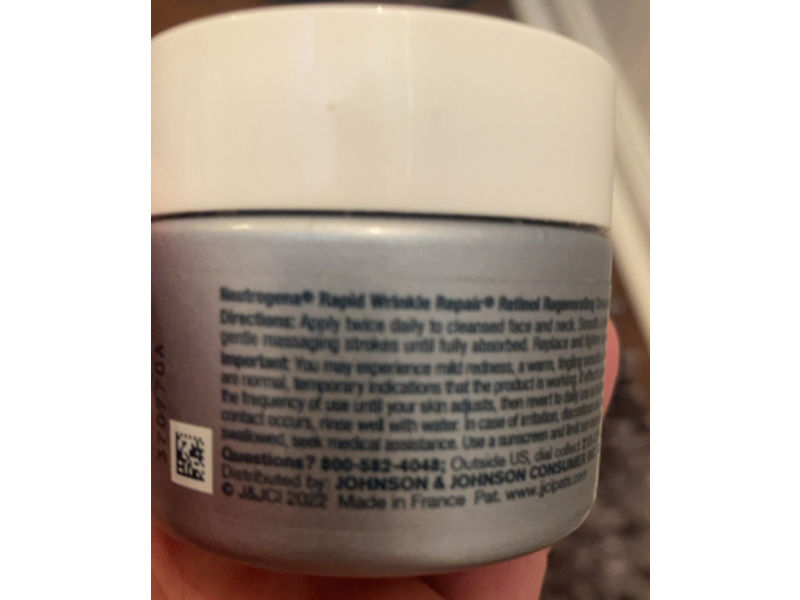 Neutrogena® Rapid Wrinkle Repair® Retinol Regenerating
Directions: Apply twice daily to cleansed face and neck. Smooth
gentle massaging strokes until fully absorbed. Replace and tighten
Important: You may experience mild redness, a warm, tingling
are normal, temporary indications that the product is working. If
the frequency of use until your skin adjusts, then revert to daily use
contact occurs, rinse well with water. In case of irritation,
swallowed, seek medical assistance. Use a sunscreen and
Questions? 800-582-4048; Outside US, dial collect
Distributed by: JOHNSON & JOHNSON CONSUMER
© J&JCI 2022 Made in France Pat. www.jjcipats.com